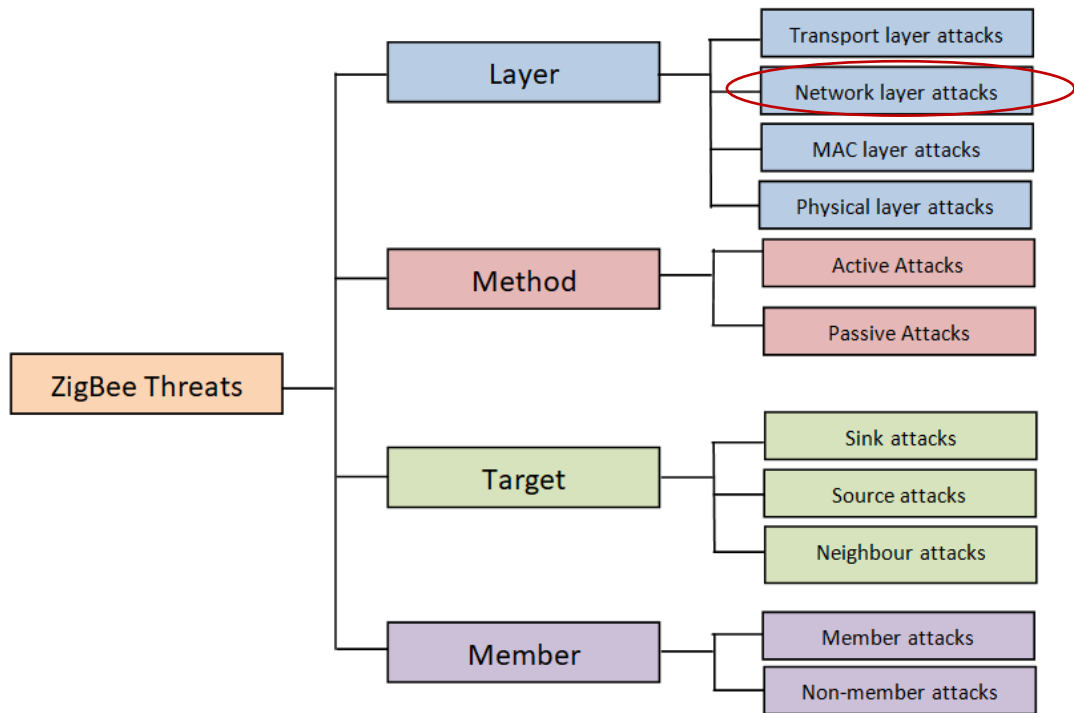 ZigBee Threats
Layer
Transport layer attacks
Network layer attacks
MAC layer attacks
Physical layer attacks
Method
Active Attacks
Passive Attacks
Target
Sink attacks
Source attacks
Neighbour attacks
Member
Member attacks
Non-member attacks